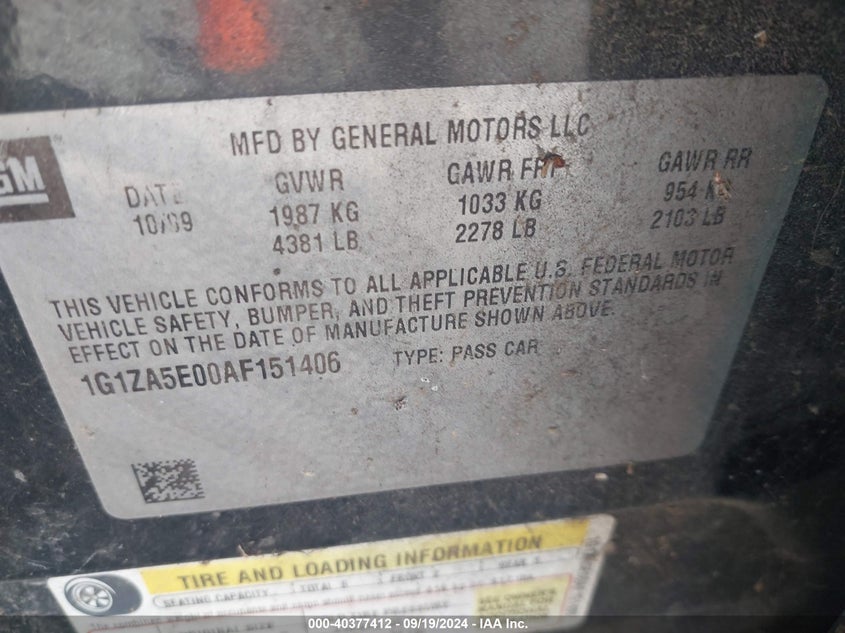 MFD BY GENERAL MOTORS LLC
GM
DATE GVWR GAWR FRT GAWR RR
10/09 1987 KG 1033 KG 954 KG
4381 LB 2278 LB 2103 LB
THIS VEHICLE CONFORMS TO ALL APPLICABLE U.S. FEDERAL MOTOR
VEHICLE SAFETY, BUMPER, AND THEFT PREVENTION STANDARDS IN
EFFECT ON THE DATE OF MANUFACTURE SHOWN ABOVE.
1G1ZA5E00AF151406 TYPE: PASS CAR
TIRE AND LOADING INFORMATION
SEATING CAPACITY TOTAL
000-40377412 - 09/19/2024 - IAA Inc.